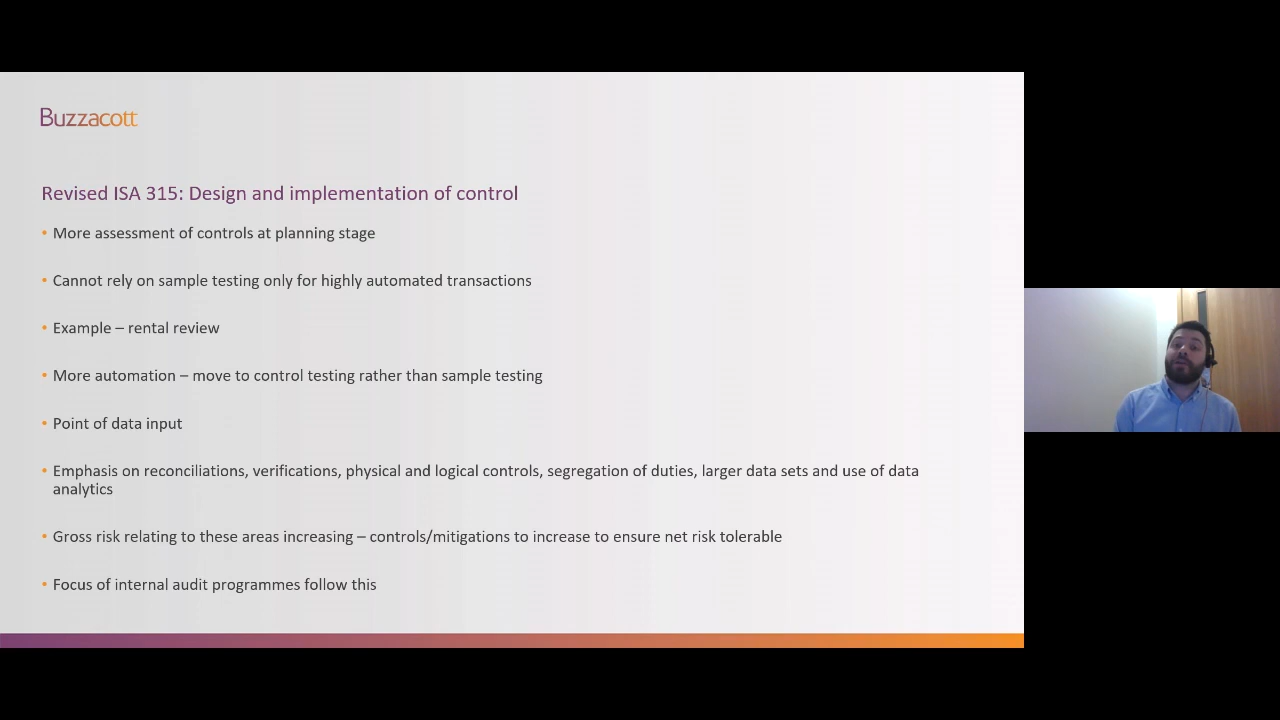 Buzzacott
Revised ISA 315: Design and implementation of control
• More assessment of controls at planning stage
• Cannot rely on sample testing only for highly automated transactions
• Example – rental review
• More automation – move to control testing rather than sample testing
• Point of data input
• Emphasis on reconciliations, verifications, physical and logical controls, segregation of duties, larger data sets and use of data
analytics
• Gross risk relating to these areas increasing – controls/mitigations to increase to ensure net risk tolerable
• Focus of internal audit programmes follow this